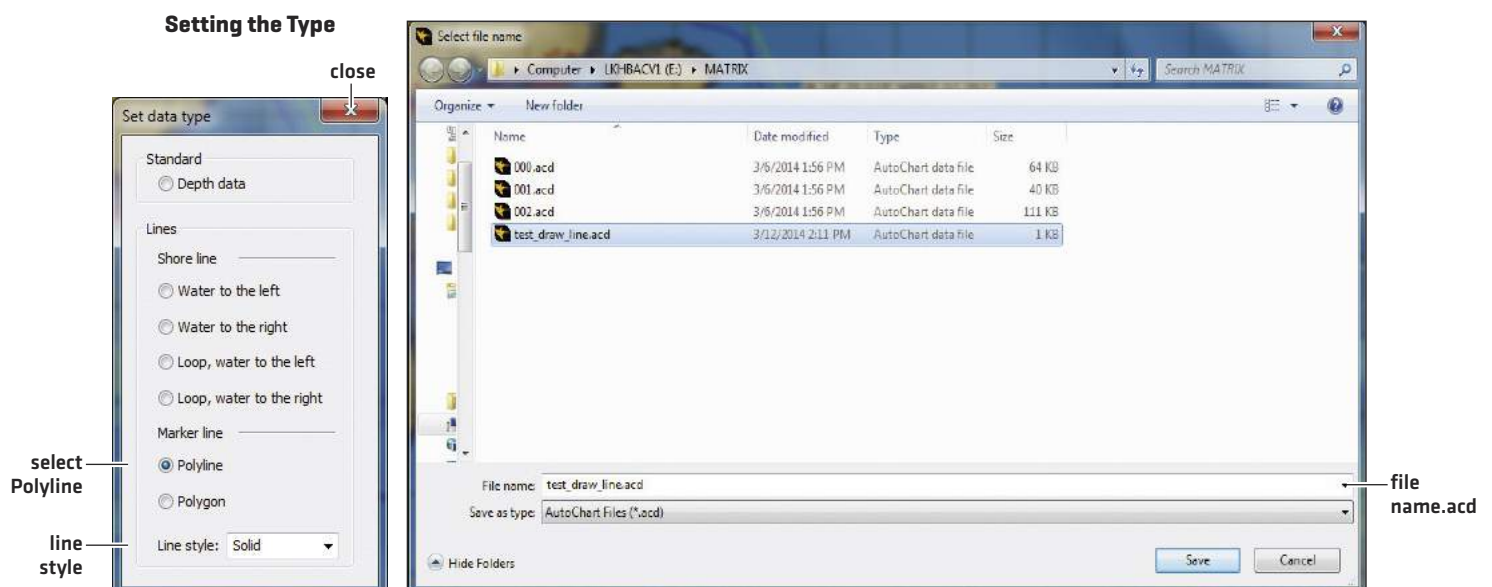 Setting the Type
close
Set data type
Standard
Depth data
Lines
Shore line
Water to the left
Water to the right
Loop, water to the left
Loop, water to the right
Marker line
Polyline
Polygon
Line style: Solid
select
Polyline
line
style
Select file name
Computer LKHBACV1 (E:) MATRIX
Search MATRIX
Organize New folder
Name Date modified Type Size
000.acd 3/6/2014 1:56 PM AutoChart data file 64 KB
001.acd 3/6/2014 1:56 PM AutoChart data file 40 KB
002.acd 3/6/2014 1:56 PM AutoChart data file 111 KB
test_draw_line.acd 3/12/2014 2:11 PM AutoChart data file 1 KB
File name: test_draw_line.acd
Save as type: AutoChart Files (*.acd)
Hide Folders
Save Cancel
file
name.acd